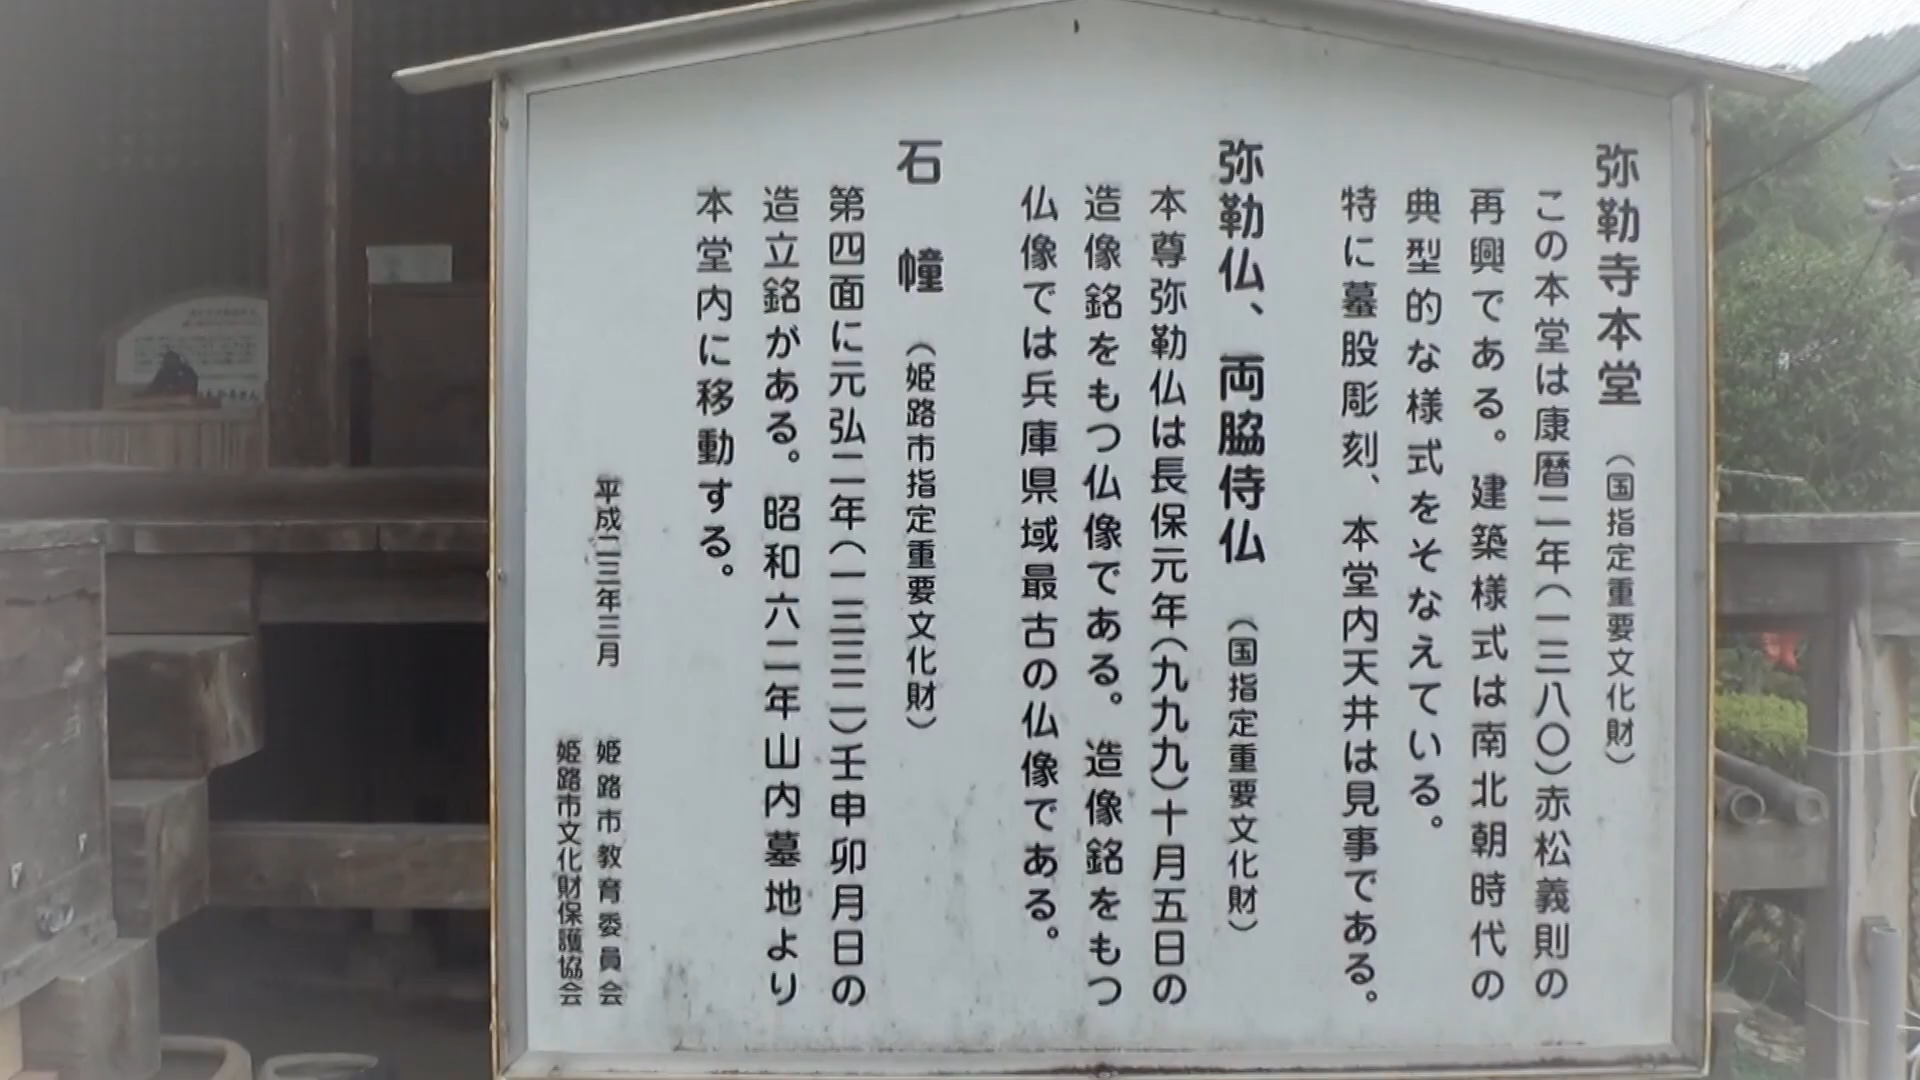 弥勒寺本堂（国指定重要文化財）
この本堂は康暦二年（一三八〇）赤松義則の
再興である。建築様式は南北朝時代の
典型的な様式をそなえている。
特に蟇股彫刻、本堂内天井は見事である。
弥勒仏、両脇侍仏（国指定重要文化財）
本尊弥勒仏は長保元年（九九九）十月五日の
造像銘をもつ仏像である。造像銘をもつ
仏像では兵庫県域最古の仏像である。
石幢（姫路市指定重要文化財）
第四面に元弘二年（一三三二）壬申卯月日の
造立銘がある。昭和六二年山内墓地より
本堂内に移動する。
平成二三年三月
姫路市教育委員会
姫路市文化財保護協会